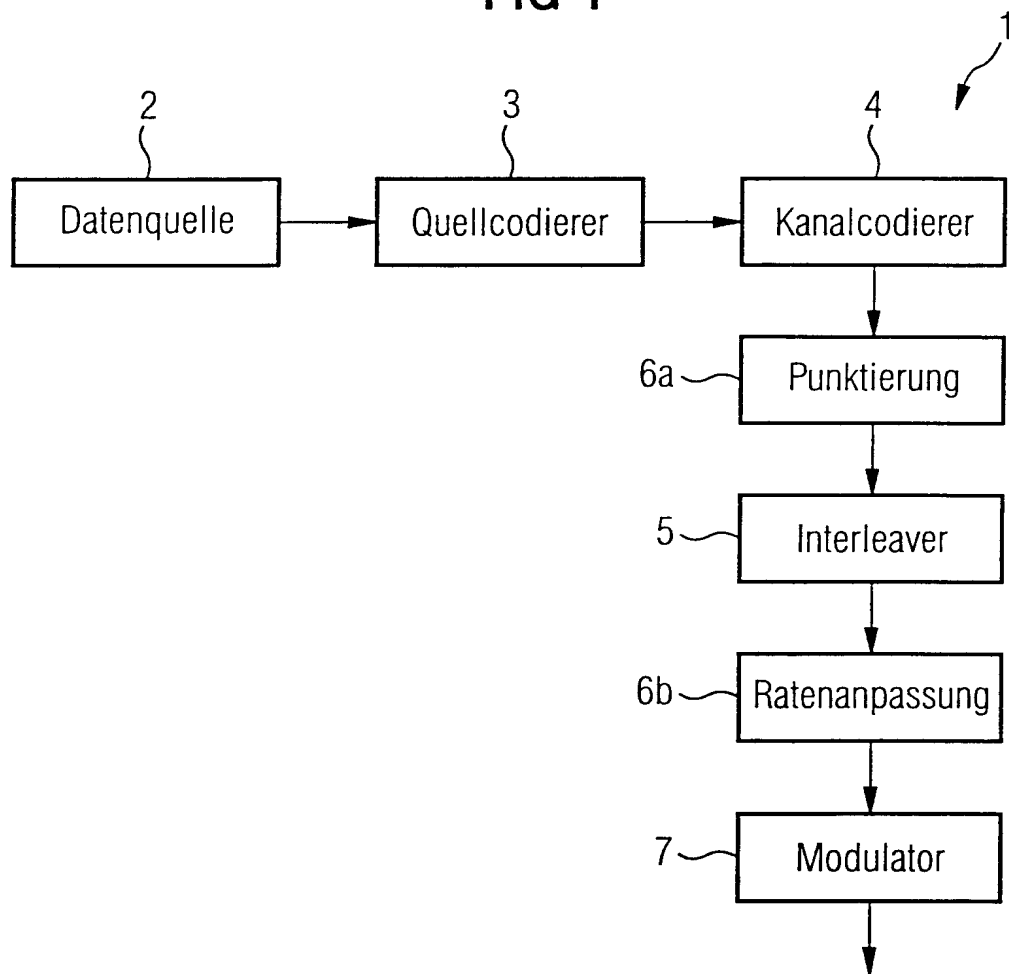 1
2 3 4
Datenquelle Quellcodierer Kanalcodierer
6a Punktierung
5 Interleaver
6b Ratenanpassung
7 Modulator